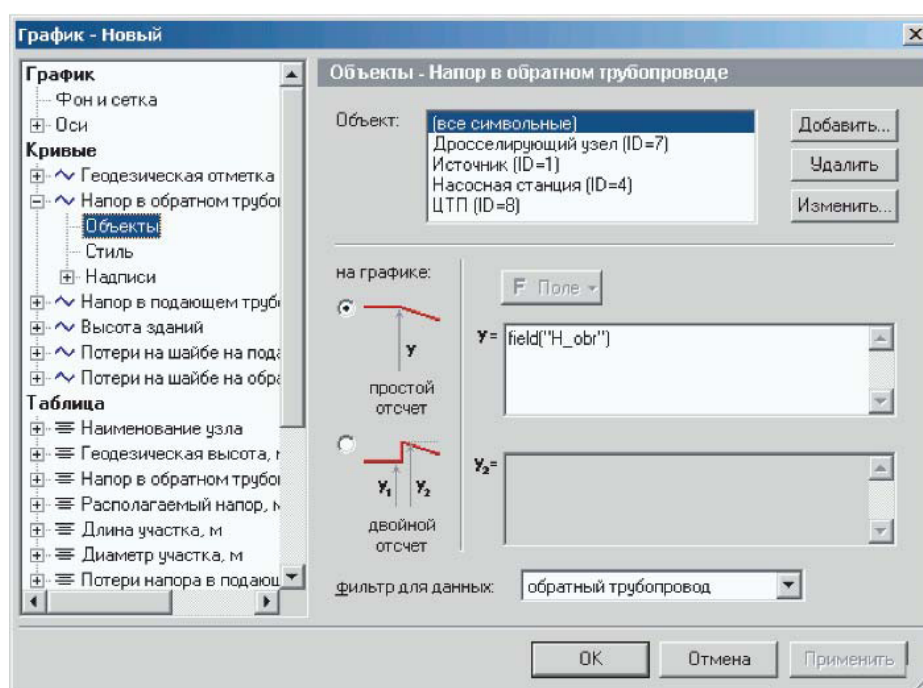 График - Новый
График
Фон и сетка
Оси
Кривые
Геодезическая отметка
Напор в обратном трубо
Объекты
Стиль
Надписи
Напор в подающем труб
Высота зданий
Потери на шайбе на пода
Потери на шайбе на обра
Таблица
Наименование узла
Геодезическая высота,
Напор в обратном трубо
Располагаемый напор, м
Длина участка, м
Диаметр участка, м
Потери напора в подающ
Объекты - Напор в обратном трубопроводе
Объект:
(все символьные)
Дросселирующий узел (ID=7)
Источник (ID=1)
Насосная станция (ID=4)
ЦТП (ID=8)
Добавить...
Удалить
Изменить...
на графике:
F Поле
y
простой
отсчет
y= field("H_obr")
y₁ y₂
двойной
отсчет
y₂=
фильтр для данных: обратный трубопровод
OK Отмена Применить